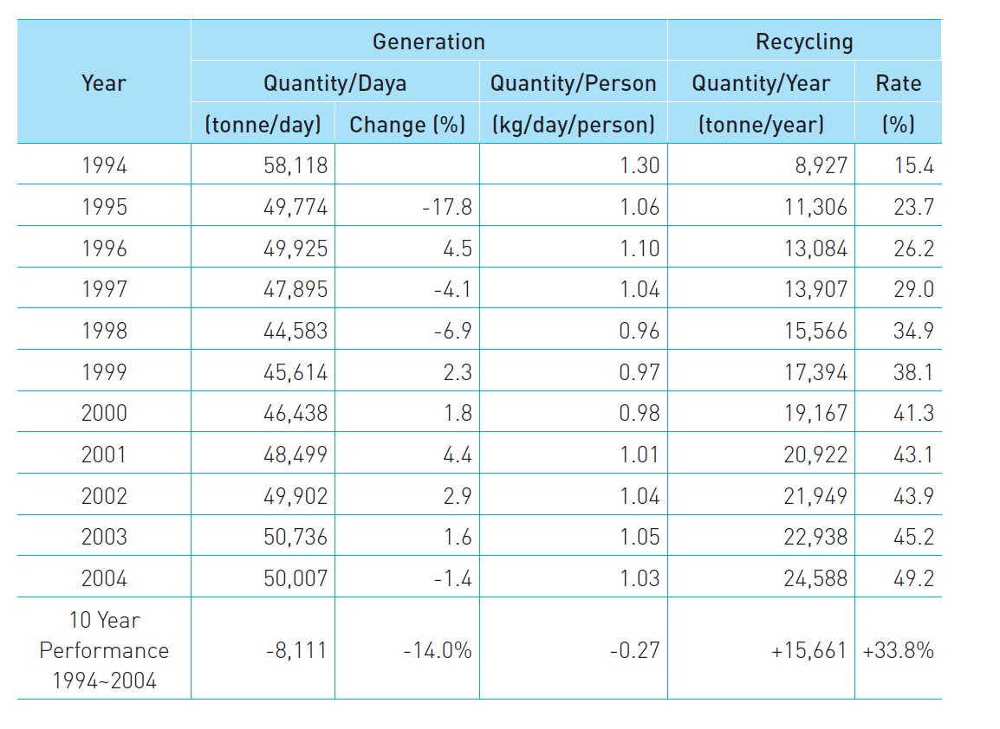 Generation Recycling
Year Quantity/Daya Quantity/Person Quantity/Year Rate
(tonne/day) Change (%) (kg/day/person) (tonne/year) (%)
1994 58,118 1.30 8,927 15.4
1995 49,774 -17.8 1.06 11,306 23.7
1996 49,925 4.5 1.10 13,084 26.2
1997 47,895 -4.1 1.04 13,907 29.0
1998 44,583 -6.9 0.96 15,566 34.9
1999 45,614 2.3 0.97 17,394 38.1
2000 46,438 1.8 0.98 19,167 41.3
2001 48,499 4.4 1.01 20,922 43.1
2002 49,902 2.9 1.04 21,949 43.9
2003 50,736 1.6 1.05 22,938 45.2
2004 50,007 -1.4 1.03 24,588 49.2
10 Year
Performance -8,111 -14.0% -0.27 +15,661 +33.8%
1994~2004